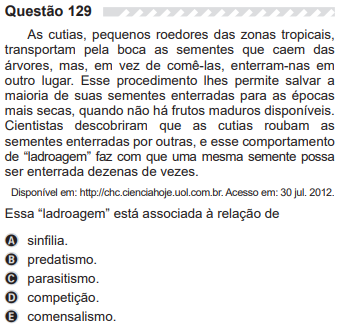 Questão 129
As cutias, pequenos roedores das zonas tropicais,
transportam pela boca as sementes que caem das
árvores, mas, em vez de comê-las, enterram-nas em
outro lugar. Esse procedimento lhes permite salvar a
maioria de suas sementes enterradas para as épocas
mais secas, quando não há frutos maduros disponíveis.
Cientistas descobriram que as cutias roubam as
sementes enterradas por outras, e esse comportamento
de “ladroagem” faz com que uma mesma semente possa
ser enterrada dezenas de vezes.
Disponível em: http://chc.cienciahoje.uol.com.br. Acesso em: 30 jul. 2012.
Essa “ladroagem” está associada à relação de
A sinfilia.
B predatismo.
C parasitismo.
D competição.
E comensalismo.